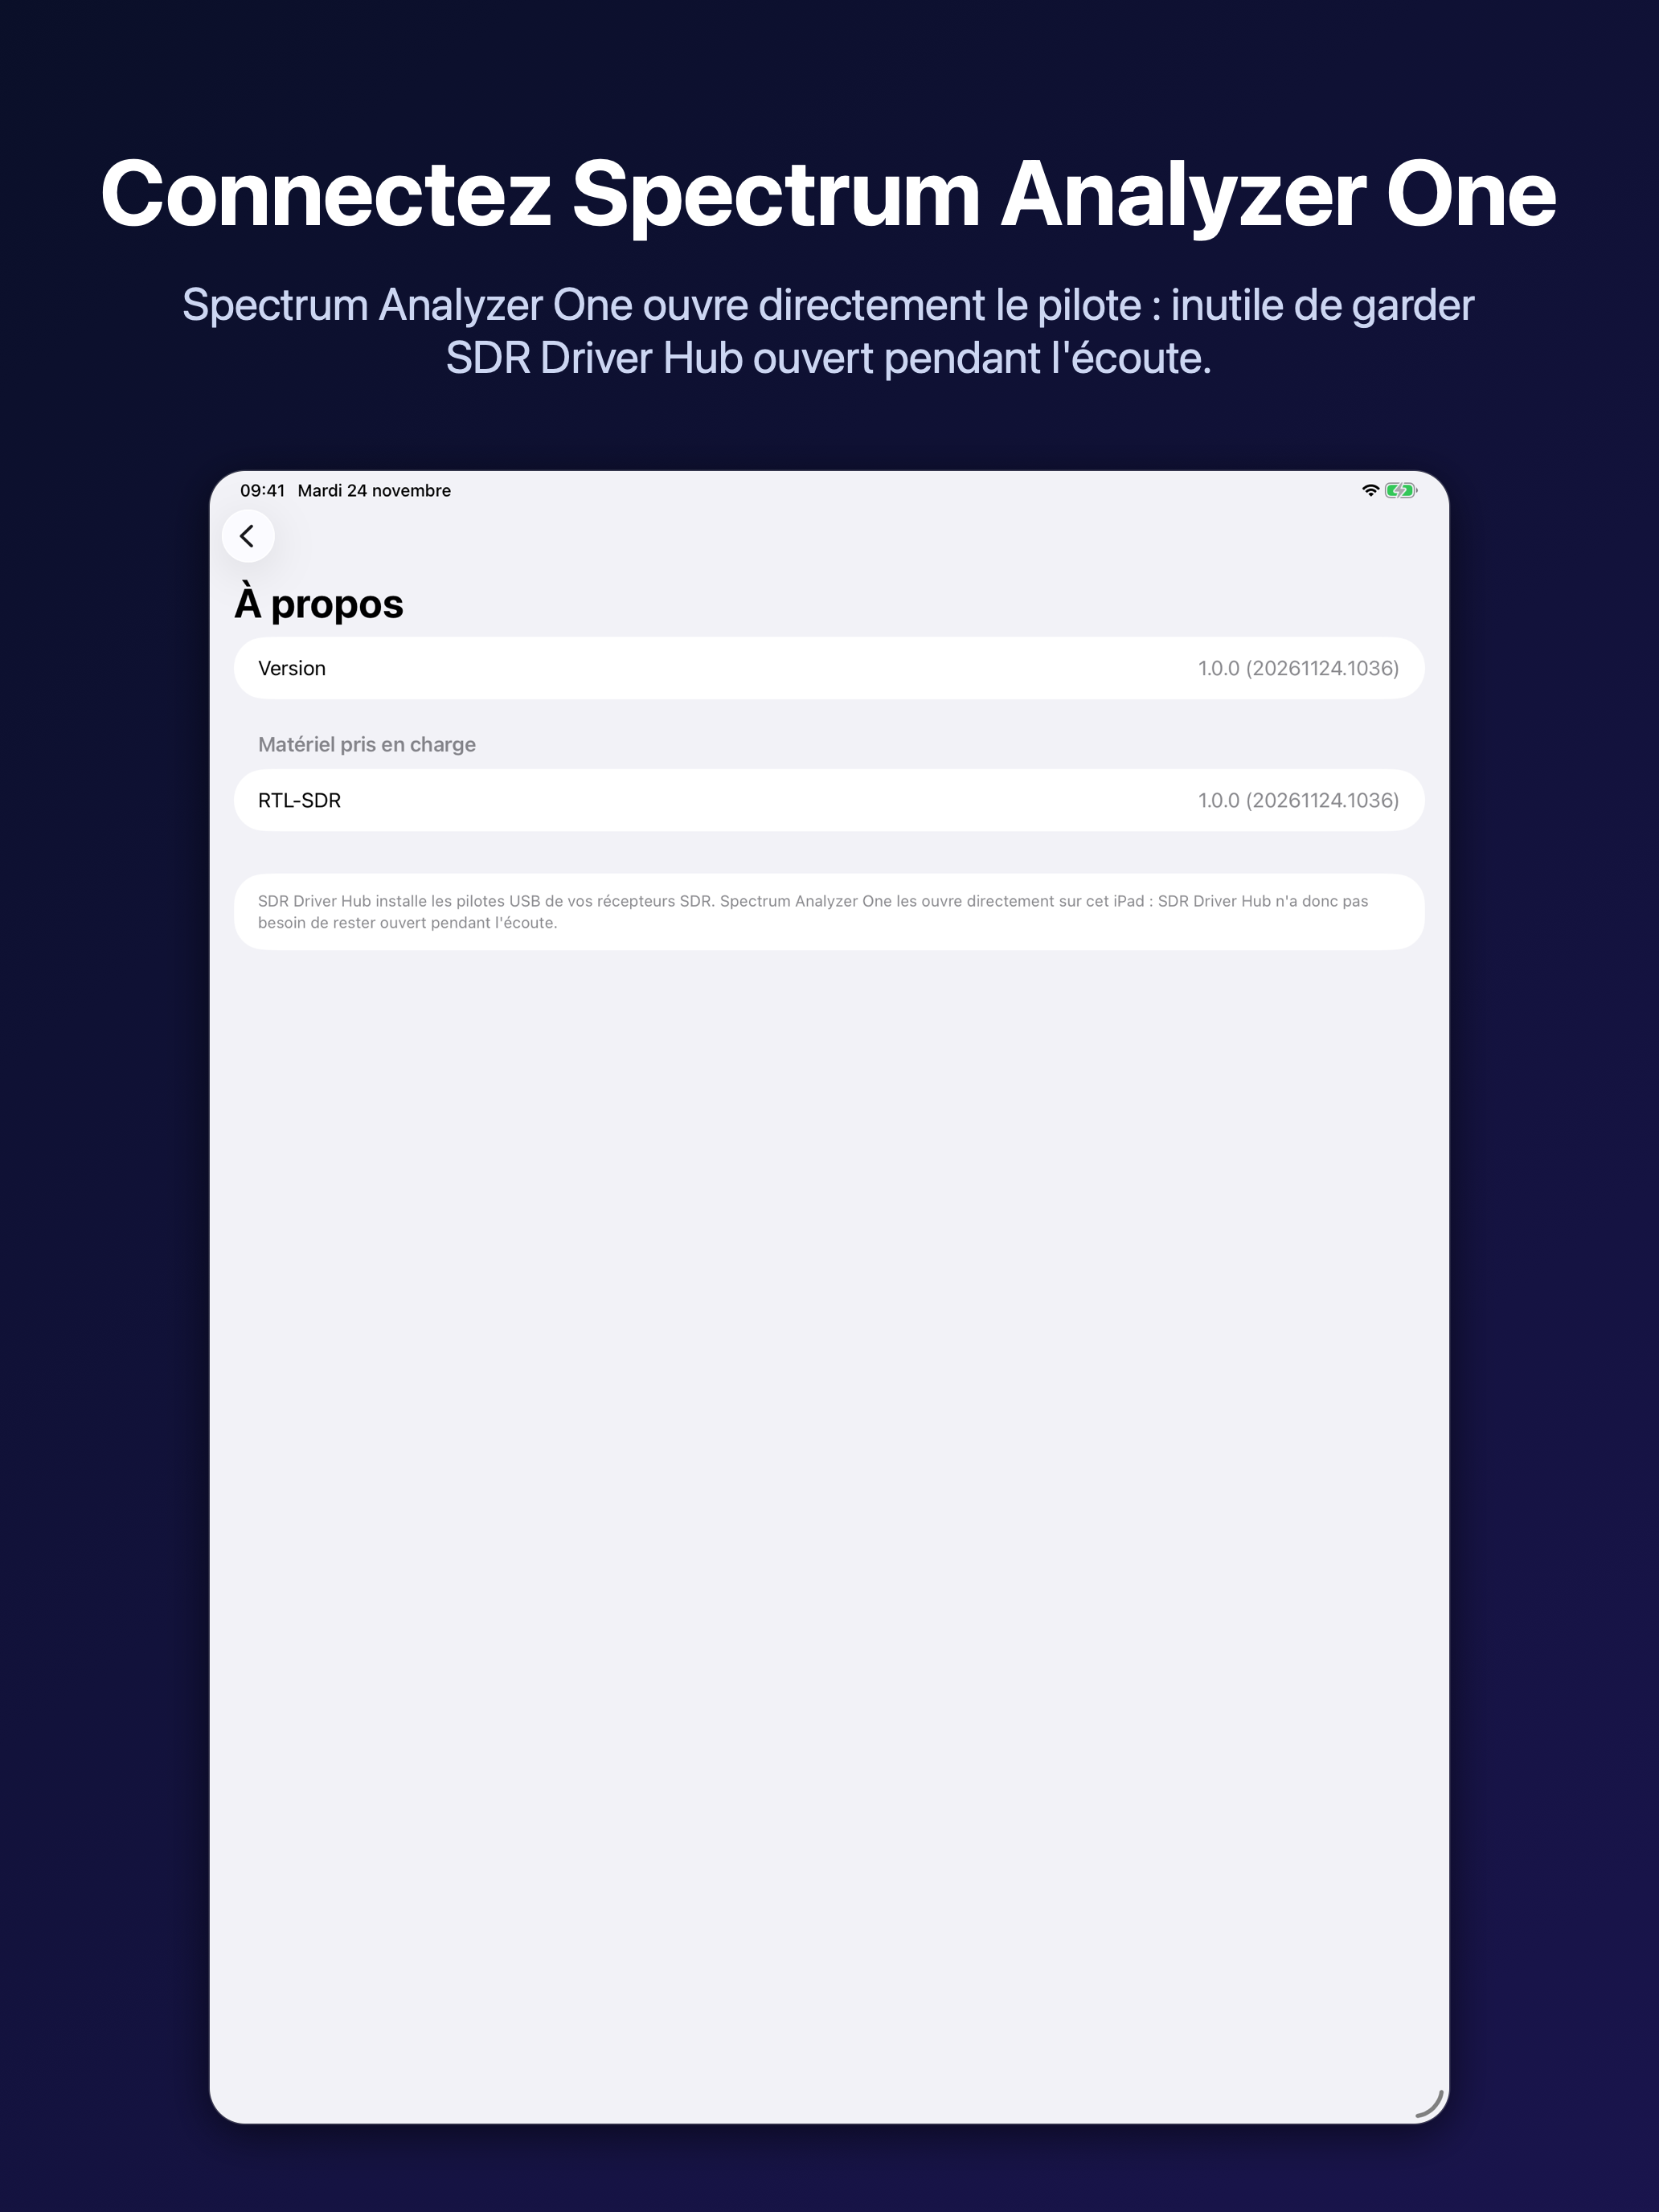 Connectez Spectrum Analyzer One
Spectrum Analyzer One ouvre directement le pilote : inutile de garder
SDR Driver Hub ouvert pendant l'écoute.
09:41 Mardi 24 novembre
À propos
Version 1.0.0 (20261124.1036)
Matériel pris en charge
RTL-SDR 1.0.0 (20261124.1036)
SDR Driver Hub installe les pilotes USB de vos récepteurs SDR. Spectrum Analyzer One les ouvre directement sur cet iPad : SDR Driver Hub n'a donc pas
besoin de rester ouvert pendant l'écoute.